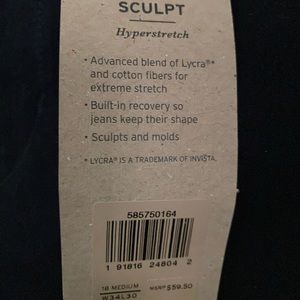 SCULPT
Hyperstretch
• Advanced blend of Lycra®*
and cotton fibers for
extreme stretch
• Built-in recovery so
jeans keep their shape
• Sculpts and molds
* LYCRA® IS A TRADEMARK OF INVISTA.
585750164
1 91816 24804 2
18 MEDIUM
W34L30
MSRP $59.50